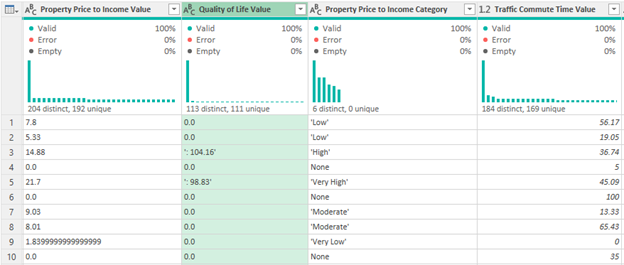 ABC Property Price to Income Value ABC Quality of Life Value ABC Property Price to Income Category 1.2 Traffic Commute Time Value
Valid 100% Valid 100% Valid 100% Valid 100%
Error 0% Error 0% Error 0% Error 0%
Empty 0% Empty 0% Empty 0% Empty 0%
204 distinct, 192 unique 113 distinct, 111 unique 6 distinct, 0 unique 184 distinct, 169 unique
1 7.8 0.0 'Low' 56.17
2 5.33 0.0 'Low' 19.05
3 14.88 ': 104.16' 'High' 36.74
4 0.0 0.0 None 5
5 21.7 ': 98.83' 'Very High' 45.09
6 0.0 0.0 None 100
7 9.03 0.0 'Moderate' 13.33
8 8.01 0.0 'Moderate' 65.43
9 1.8399999999999999 0.0 'Very Low' 0
10 0.0 0.0 None 35